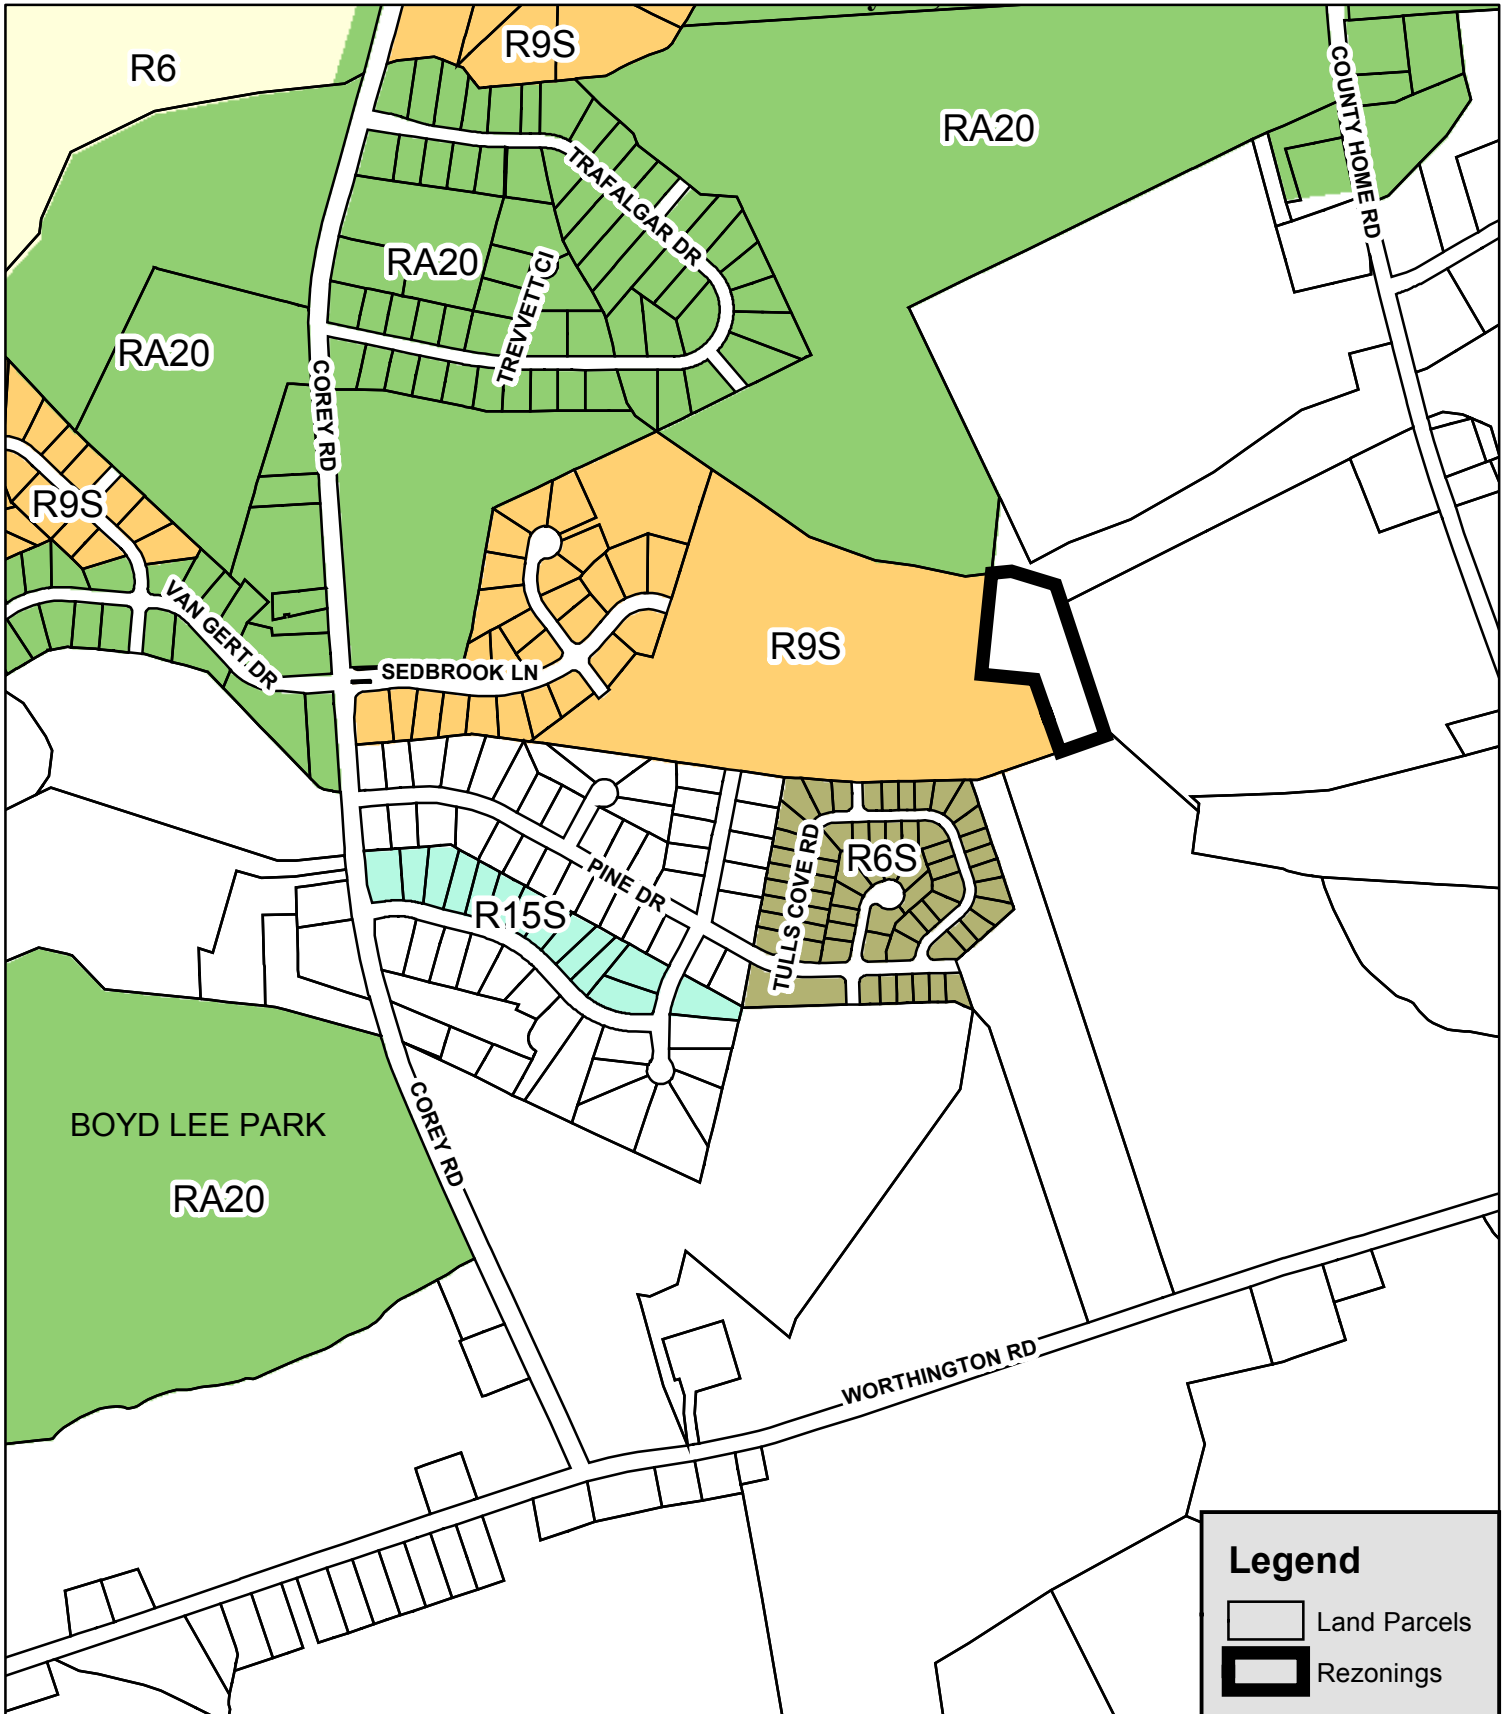 R9S
R6
COUNTY HOME RD
RA20
TRAFALGAR DR
RA20
TREVVETT CI
RA20
COREY RD
R9S
VAN GERT DR
SEDBROOK LN
R9S
TULLS COVE RD
R6S
PINE DR
R15S
BOYD LEE PARK
RA20
COREY RD
WORTHINGTON RD
Legend
Land Parcels
Rezonings